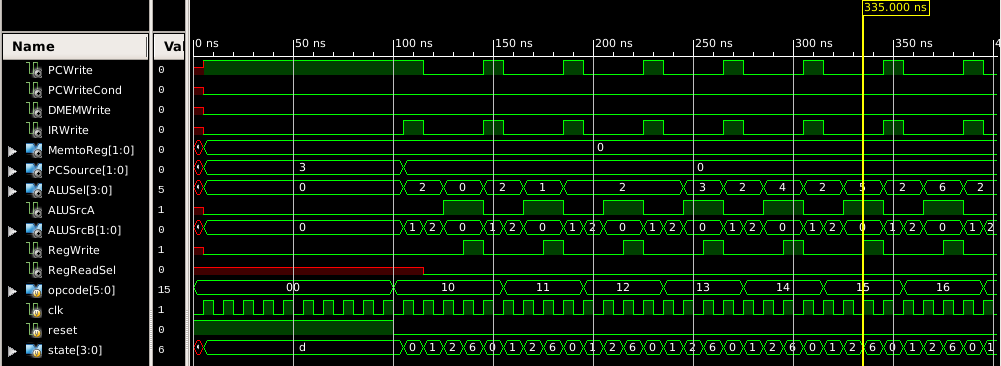 335.000 ns
Name Val 0 ns 50 ns 100 ns 150 ns 200 ns 250 ns 300 ns 350 ns
PCWrite 0
PCWriteCond 0
DMEMWrite 0
IRWrite 0
MemtoReg[1:0] 0 0
PCSource[1:0] 0 3 0
ALUSel[3:0] 5 0 2 0 2 1 2 3 2 4 2 5 2 6 2
ALUSrcA 1
ALUSrcB[1:0] 0 0 1 2 0 1 2 0 1 2 0 1 2 0 1 2 0 1 2 0 1 2 0 1 2
RegWrite 1
RegReadSel 0
opcode[5:0] 15 00 10 11 12 13 14 15 16
clk 1
reset 0
state[3:0] 6 d 0 1 2 6 0 1 2 6 0 1 2 6 0 1 2 6 0 1 2 6 0 1 2 6 0 1 2 6 0 1